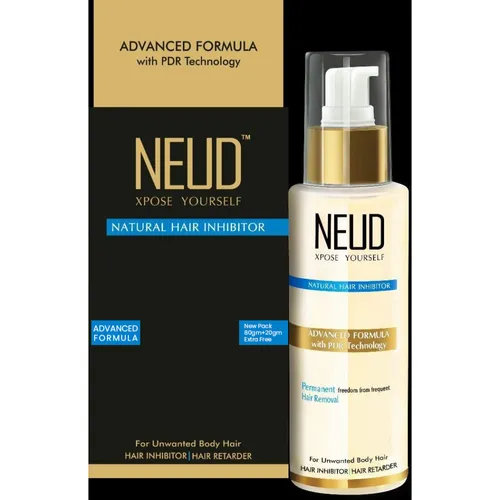 ADVANCED FORMULA
with PDR Technology
NEUD™
XPOSE YOURSELF
NATURAL HAIR INHIBITOR
ADVANCED
FORMULA
New Pack
80gm+20gm
Extra Free
For Unwanted Body Hair
HAIR INHIBITOR|HAIR RETARDER
NEUD
XPOSE YOURSELF
NATURAL HAIR INHIBITOR
ADVANCED FORMULA
with PDR Technology
Permanent freedom from frequent
Hair Removal
For Unwanted Body Hair
HAIR INHIBITOR|HAIR RETARDER